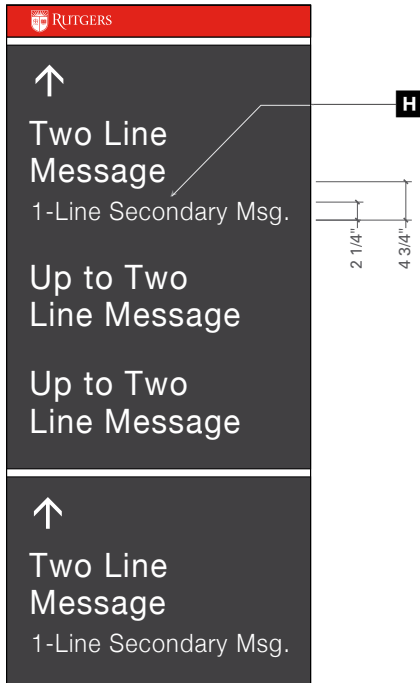 RUTGERS
H
Two Line
Message
1-Line Secondary Msg.
2 1/4"
4 3/4"
Up to Two
Line Message
Up to Two
Line Message
Two Line
Message
1-Line Secondary Msg.